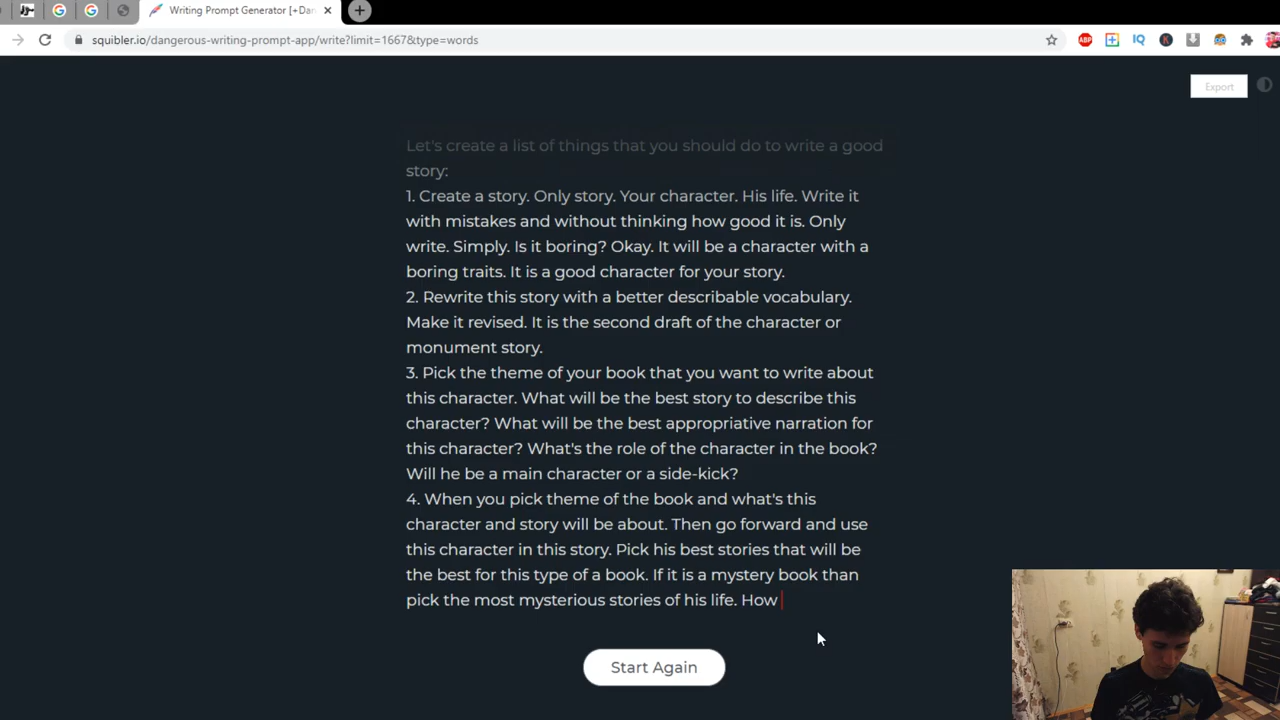 Writing Prompt Generator [+Dan
squibler.io/dangerous-writing-prompt-app/write?limit=1667&type=words
ABP
IQ
K
Export
Let's create a list of things that you should do to write a good
story:
1. Create a story. Only story. Your character. His life. Write it
with mistakes and without thinking how good it is. Only
write. Simply. Is it boring? Okay. It will be a character with a
boring traits. It is a good character for your story.
2. Rewrite this story with a better describable vocabulary.
Make it revised. It is the second draft of the character or
monument story.
3. Pick the theme of your book that you want to write about
this character. What will be the best story to describe this
character? What will be the best appropriative narration for
this character? What's the role of the character in the book?
Will he be a main character or a side-kick?
4. When you pick theme of the book and what's this
character and story will be about. Then go forward and use
this character in this story. Pick his best stories that will be
the best for this type of a book. If it is a mystery book than
pick the most mysterious stories of his life. How
Start Again